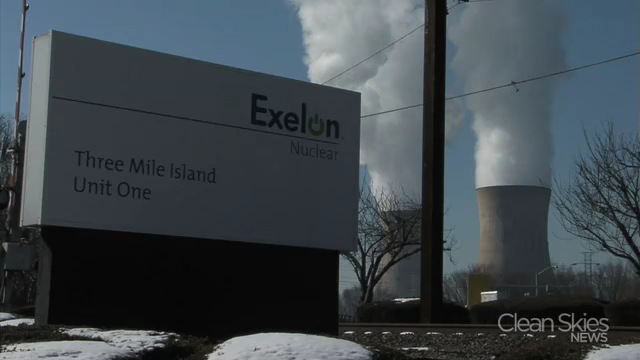 Exelon
Nuclear
Three Mile Island
Unit One
Clean Skies
NEWS